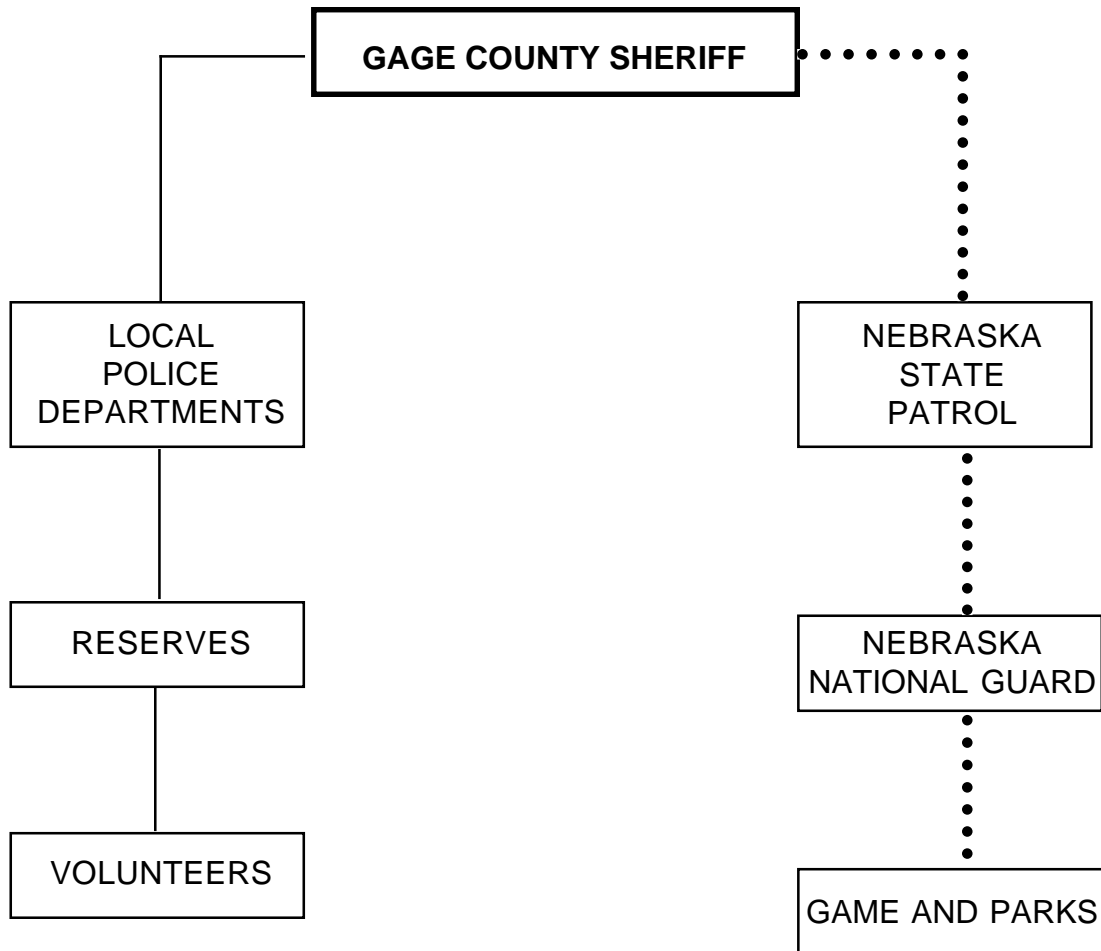 GAGE COUNTY SHERIFF
LOCAL
POLICE
DEPARTMENTS
NEBRASKA
STATE
PATROL
RESERVES
NEBRASKA
NATIONAL GUARD
VOLUNTEERS
GAME AND PARKS